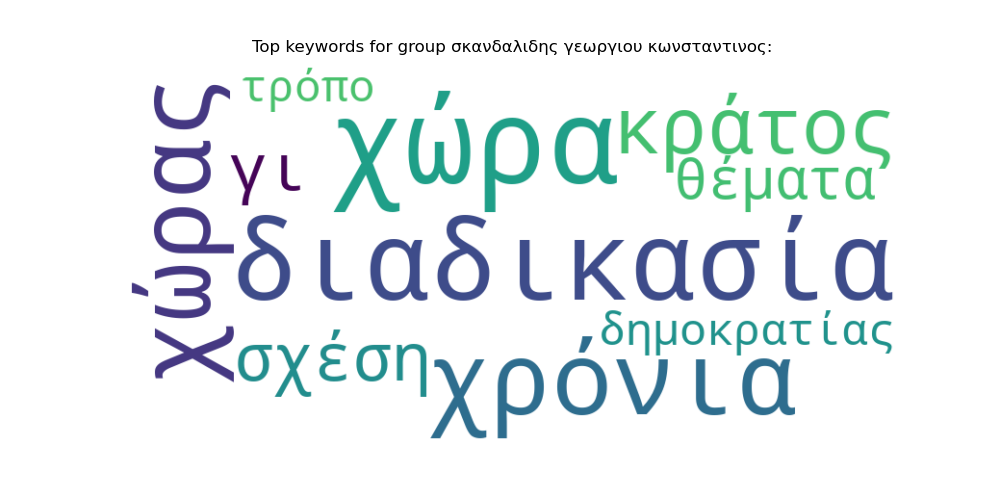 Top keywords for group σκανδαλιδης γεωργιου κωνσταντινος:
τρόπο
χώρα
κράτος
γι
θέματα
χώρας
διαδικασία
δημοκρατίας
σχέση
χρόνια